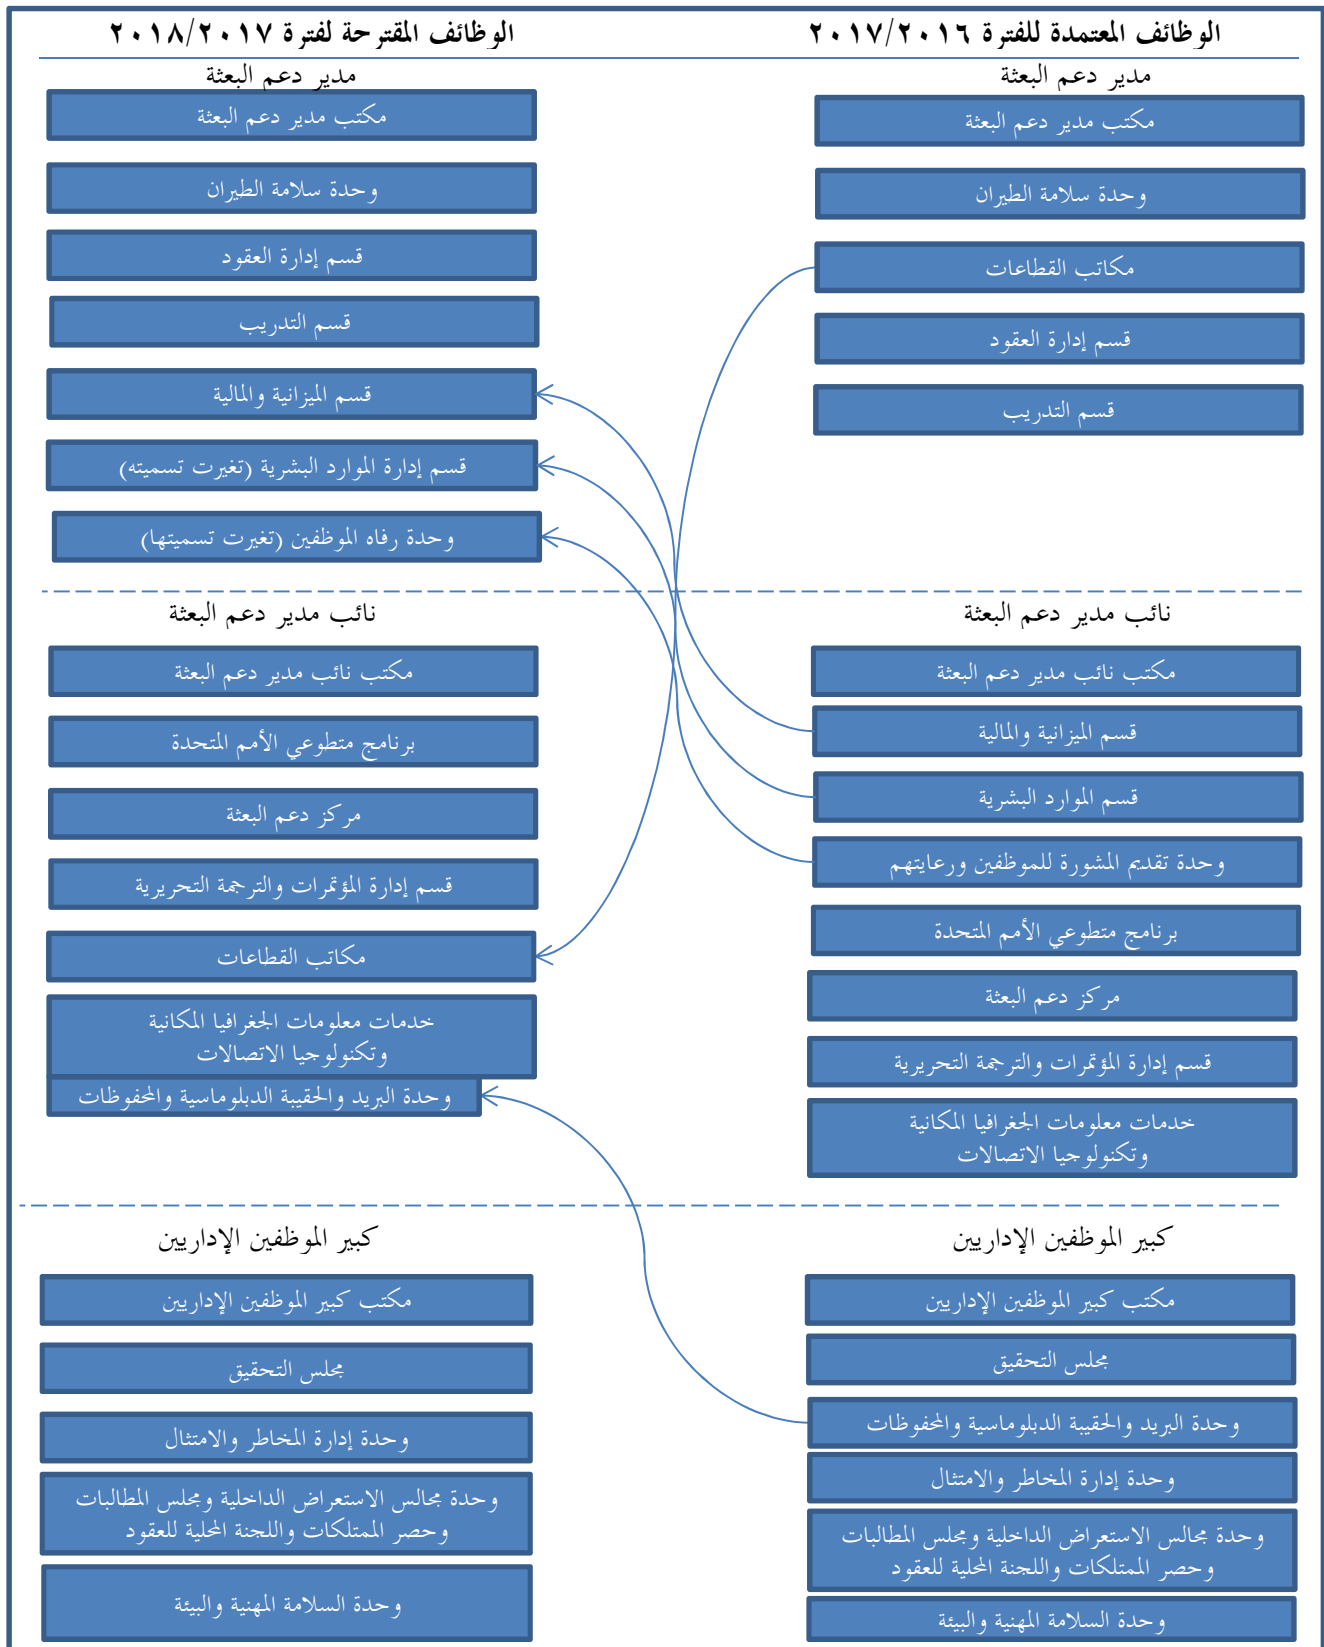 الوظائف المعتمدة للفترة ٢٠١٧/٢٠١٦
مدير دعم البعثة
مكتب مدير دعم البعثة
وحدة سلامة الطيران
مكاتب القطاعات
قسم إدارة العقود
قسم التدريب
نائب مدير دعم البعثة
مكتب نائب مدير دعم البعثة
قسم الميزانية والمالية
قسم الموارد البشرية
وحدة تقديم المشورة للموظفين ورعايتهم
برنامج متطوعي الأمم المتحدة
مركز دعم البعثة
قسم إدارة المؤتمرات والترجمة التحريرية
خدمات معلومات الجغرافيا المكانية
وتكنولوجيا الاتصالات
كبير الموظفين الإداريين
مكتب كبير الموظفين الإداريين
مجلس التحقيق
وحدة البريد والحقيبة الدبلوماسية والمحفوظات
وحدة إدارة المخاطر والامتثال
وحدة مجالس الاستعراض الداخلية ومجلس المطالبات
وحصر الممتلكات واللجنة المحلية للعقود
وحدة السلامة المهنية والبيئة
الوظائف المقترحة لفترة ٢٠١٨/٢٠١٧
مدير دعم البعثة
مكتب مدير دعم البعثة
وحدة سلامة الطيران
قسم إدارة العقود
قسم التدريب
قسم الميزانية والمالية
قسم إدارة الموارد البشرية (تغيرت تسميته)
وحدة رفاه الموظفين (تغيرت تسميتها)
نائب مدير دعم البعثة
مكتب نائب مدير دعم البعثة
برنامج متطوعي الأمم المتحدة
مركز دعم البعثة
قسم إدارة المؤتمرات والترجمة التحريرية
مكاتب القطاعات
خدمات معلومات الجغرافيا المكانية
وتكنولوجيا الاتصالات
وحدة البريد والحقيبة الدبلوماسية والمحفوظات
كبير الموظفين الإداريين
مكتب كبير الموظفين الإداريين
مجلس التحقيق
وحدة إدارة المخاطر والامتثال
وحدة مجالس الاستعراض الداخلية ومجلس المطالبات
وحصر الممتلكات واللجنة المحلية للعقود
وحدة السلامة المهنية والبيئة